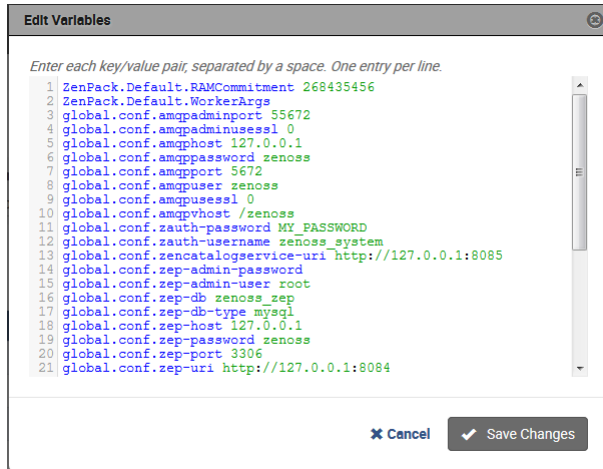 Edit Variables
Enter each key/value pair, separated by a space. One entry per line.
1 ZenPack.Default.RAMCommitment 268435456
2 ZenPack.Default.WorkerArgs
3 global.conf.amqpadminport 55672
4 global.conf.amqpadminusessl 0
5 global.conf.amqphost 127.0.0.1
6 global.conf.amqppassword zenoss
7 global.conf.amqpport 5672
8 global.conf.amqpuser zenoss
9 global.conf.amqpusessl 0
10 global.conf.amqpvhost /zenoss
11 global.conf.zauth-password MY_PASSWORD
12 global.conf.zauth-username zenoss_system
13 global.conf.zencatalogservice-uri http://127.0.0.1:8085
14 global.conf.zep-admin-password
15 global.conf.zep-admin-user root
16 global.conf.zep-db zenoss_zep
17 global.conf.zep-db-type mysql
18 global.conf.zep-host 127.0.0.1
19 global.conf.zep-password zenoss
20 global.conf.zep-port 3306
21 global.conf.zep-uri http://127.0.0.1:8084
Cancel Save Changes